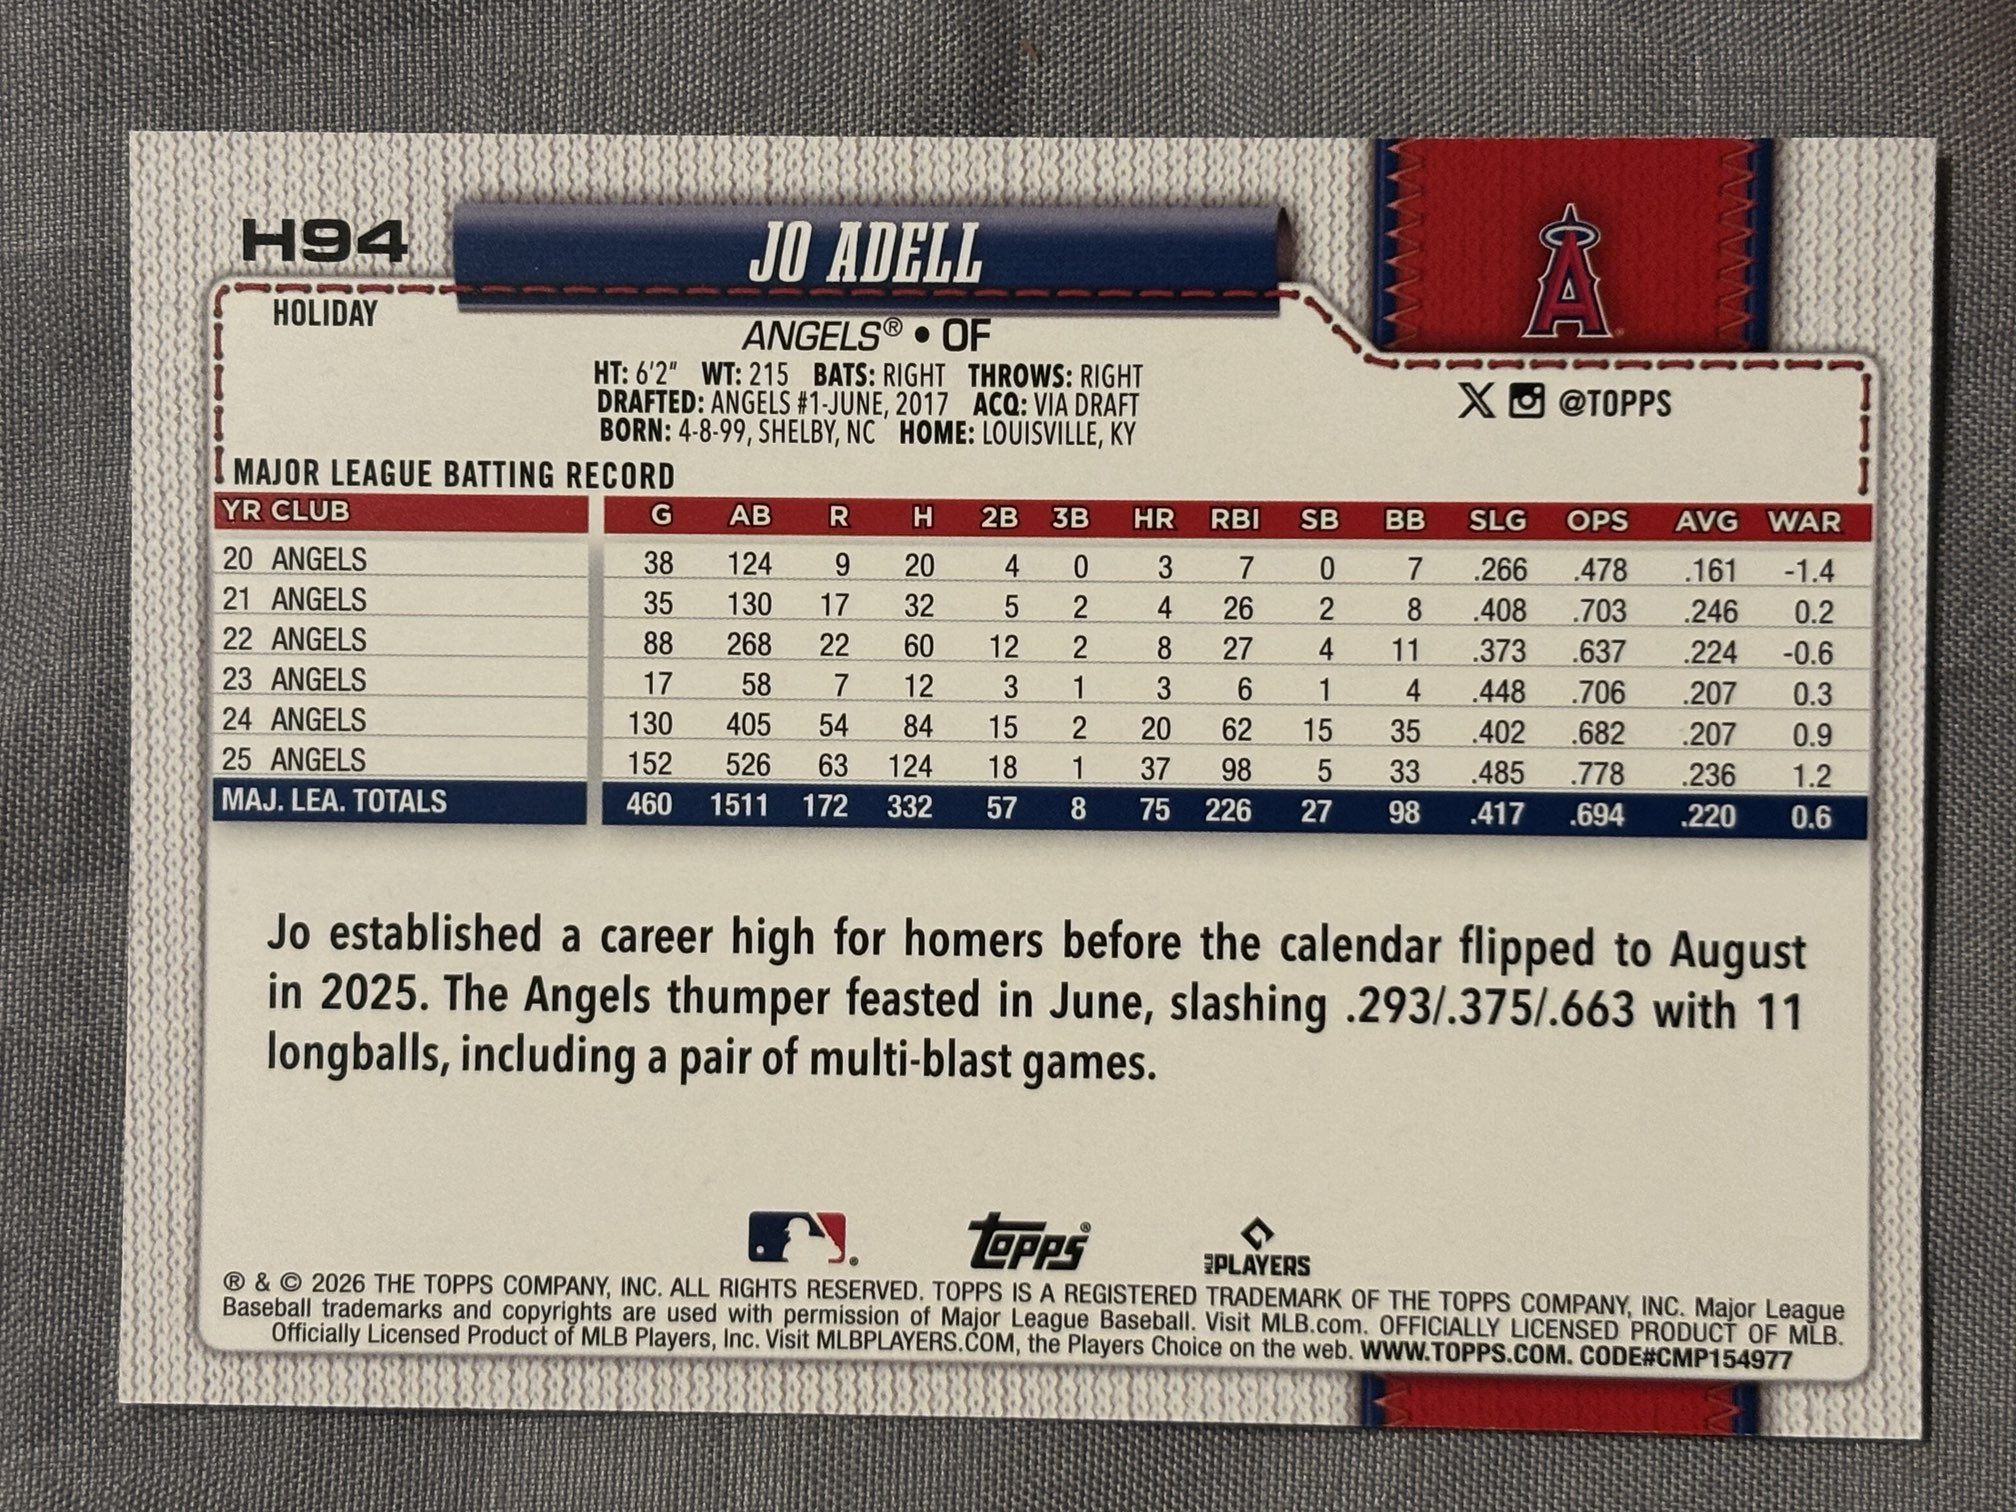 H94
JO ADELL
HOLIDAY
ANGELS® • OF
HT: 6'2" WT: 215 BATS: RIGHT THROWS: RIGHT
DRAFTED: ANGELS #1-JUNE, 2017 ACQ: VIA DRAFT
BORN: 4-8-99, SHELBY, NC HOME: LOUISVILLE, KY
A
X @TOPPS
MAJOR LEAGUE BATTING RECORD
YR CLUB G AB R H 2B 3B HR RBI SB BB SLG OPS AVG WAR
20 ANGELS 38 124 9 20 4 0 3 7 0 7 .266 .478 .161 -1.4
21 ANGELS 35 130 17 32 5 2 4 26 2 8 .408 .703 .246 0.2
22 ANGELS 88 268 22 60 12 2 8 27 4 11 .373 .637 .224 -0.6
23 ANGELS 17 58 7 12 3 1 3 6 1 4 .448 .706 .207 0.3
24 ANGELS 130 405 54 84 15 2 20 62 15 35 .402 .682 .207 0.9
25 ANGELS 152 526 63 124 18 1 37 98 5 33 .485 .778 .236 1.2
MAJ. LEA. TOTALS 460 1511 172 332 57 8 75 226 27 98 .417 .694 .220 0.6
Jo established a career high for homers before the calendar flipped to August
in 2025. The Angels thumper feasted in June, slashing .293/.375/.663 with 11
longballs, including a pair of multi-blast games.
Topps®
MLB PLAYERS
® & © 2026 THE TOPPS COMPANY, INC. ALL RIGHTS RESERVED. TOPPS IS A REGISTERED TRADEMARK OF THE TOPPS COMPANY, INC. Major League
Baseball trademarks and copyrights are used with permission of Major League Baseball. Visit MLB.com. OFFICIALLY LICENSED PRODUCT OF MLB.
Officially Licensed Product of MLB Players, Inc. Visit MLBPLAYERS.COM, the Players Choice on the web. WWW.TOPPS.COM. CODE#CMP154977